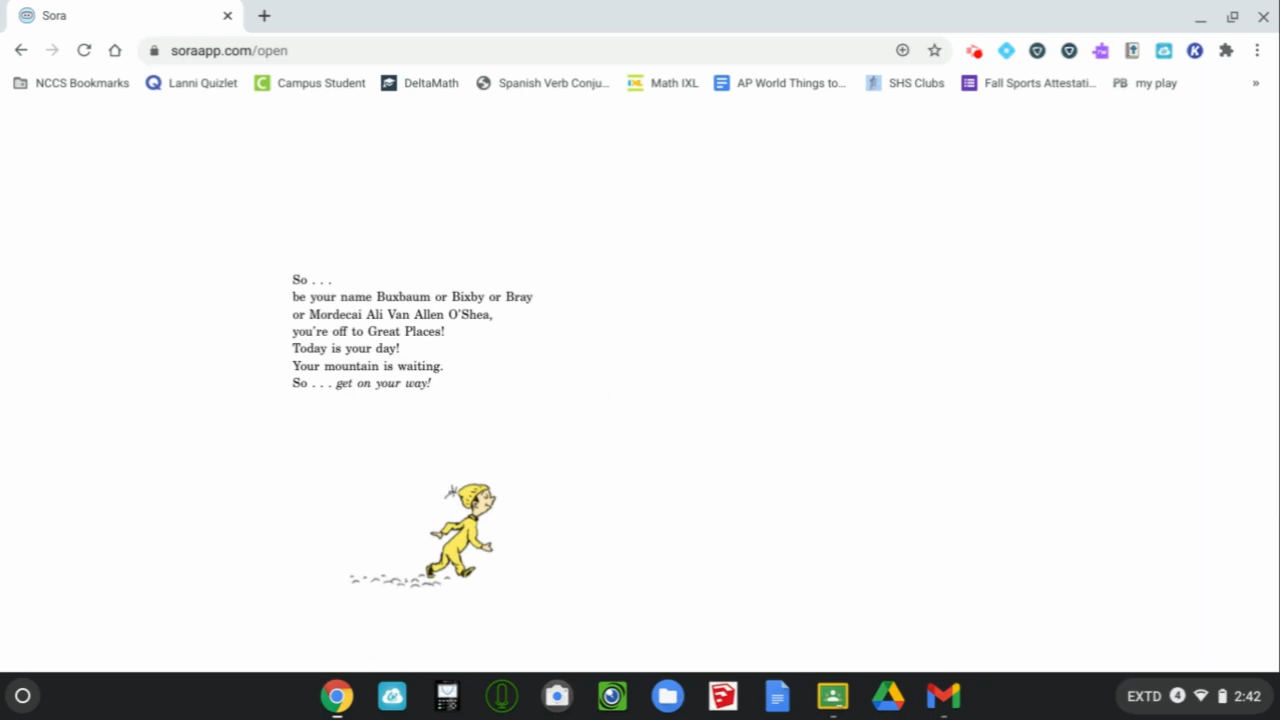 Sora
soraapp.com/open
NCCS Bookmarks Lanni Quizlet Campus Student DeltaMath Spanish Verb Conju... Math IXL AP World Things to... SHS Clubs Fall Sports Attestati... PB my play »
So . . .
be your name Buxbaum or Bixby or Bray
or Mordecai Ali Van Allen O'Shea,
you're off to Great Places!
Today is your day!
Your mountain is waiting.
So . . . get on your way!
EXTD 4 2:42